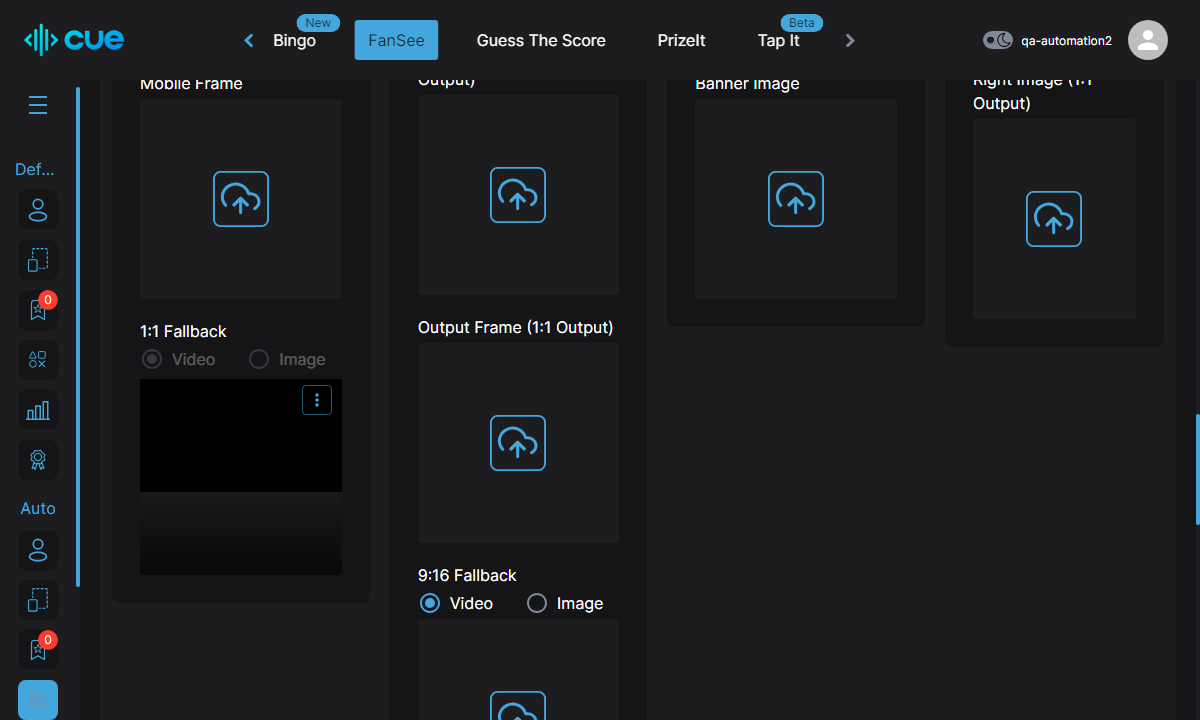 cue
New
Bingo
FanSee
Guess The Score
PrizeIt
Beta
Tap It
qa-automation2
Def...
0
Auto
0
Mobile Frame
1:1 Fallback
Video
Image
Output)
Output Frame (1:1 Output)
9:16 Fallback
Video
Image
Banner Image
Right Image (1:1
Output)